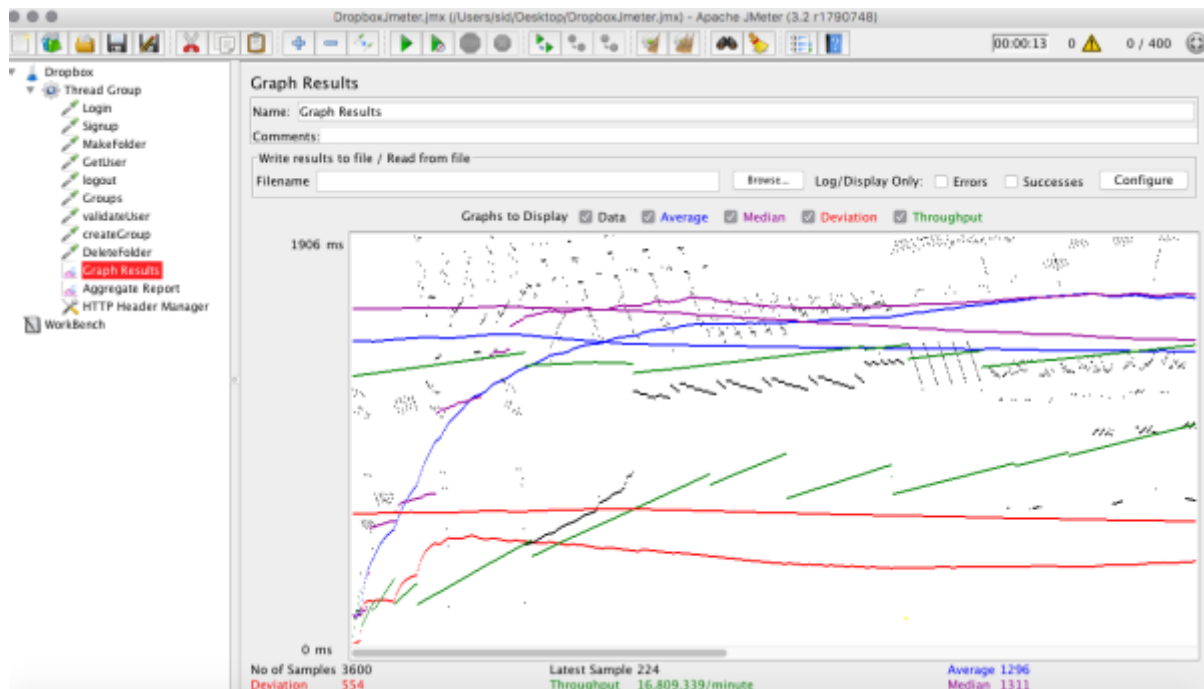 DropboxJmeter.jmx (/Users/sid/Desktop/DropboxJmeter.jmx) - Apache JMeter (3.2 r1790748)
00:00:13 0 0 / 400
Dropbox
Thread Group
Login
Signup
MakeFolder
GetUser
logout
Groups
validateUser
createGroup
DeleteFolder
Graph Results
Aggregate Report
HTTP Header Manager
WorkBench
Graph Results
Name: Graph Results
Comments:
Write results to file / Read from file
Filename Browse... Log/Display Only: Errors Successes Configure
Graphs to Display Data Average Median Deviation Throughput
1906 ms
0 ms
No of Samples 3600 Latest Sample 224 Average 1296
Deviation 554 Throughput 16,809.339/minute Median 1311